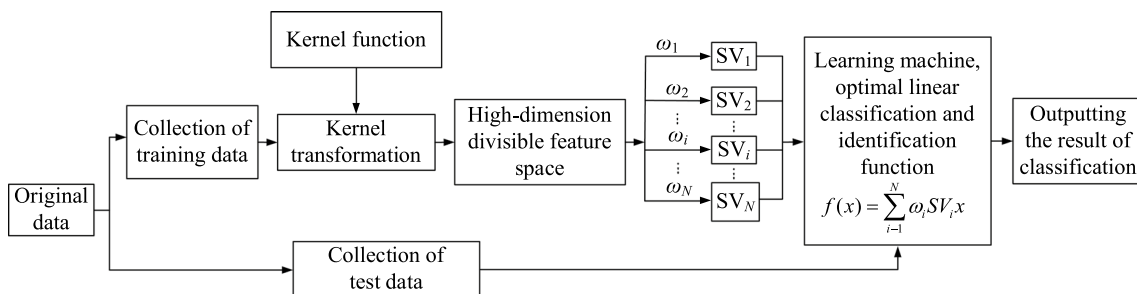 Kernel function
Collection of
training data
Kernel
transformation
High-dimension
divisible feature
space
ω1
SV1
ω2
SV2
ωi
SVi
ωN
SVN
Learning machine,
optimal linear
classification and
identification
function
f(x) = ∑_{i-1}^{N} ω_i SV_i x
Outputting
the result of
classification
Original
data
Collection of
test data